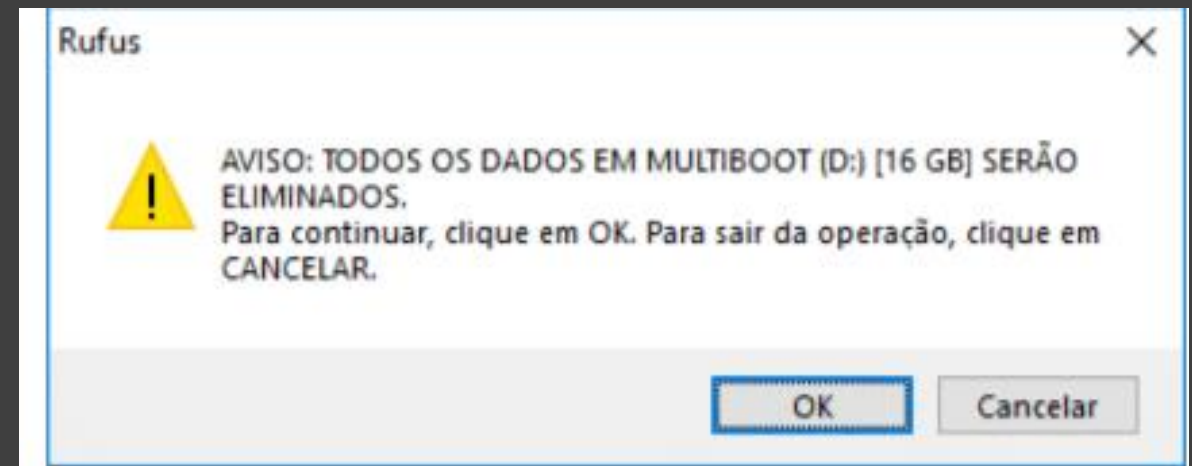 Rufus
AVISO: TODOS OS DADOS EM MULTIBOOT (D:) [16 GB] SERÃO
ELIMINADOS.
Para continuar, clique em OK. Para sair da operação, clique em
CANCELAR.
OK
Cancelar